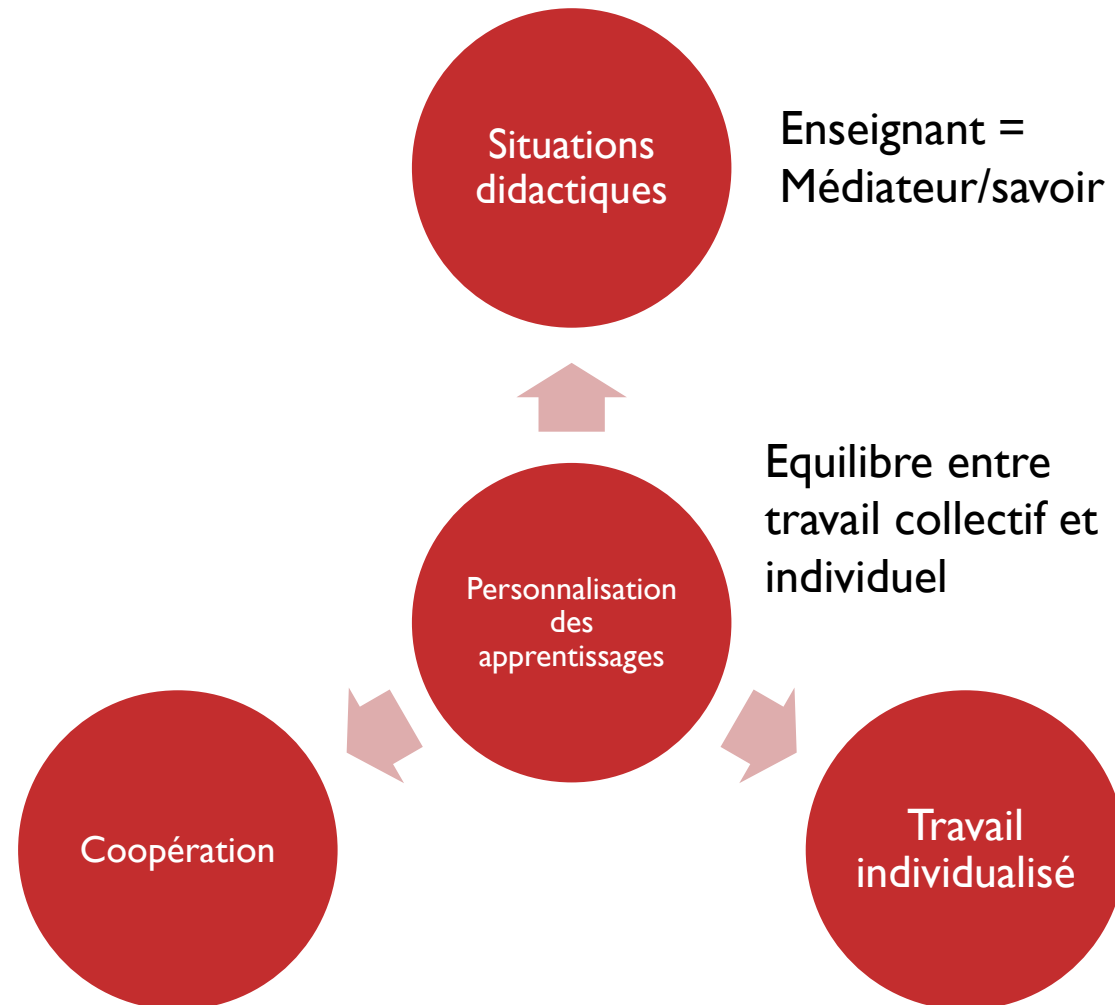 Situations
didactiques
Enseignant =
Médiateur/savoir
Equilibre entre
travail collectif et
individuel
Personnalisation
des
apprentissages
Coopération
Travail
individualisé